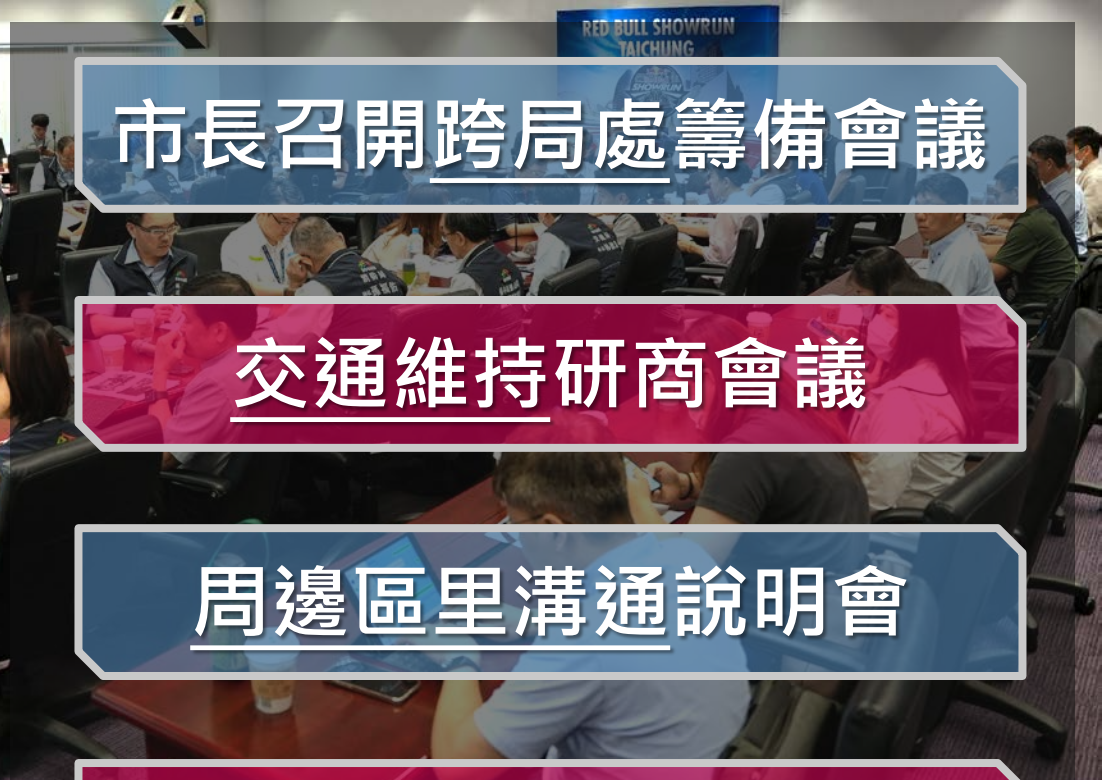 RED BULL SHOWRUN
TAICHUNG
SHOWRUN
市長召開跨局處籌備會議
交通維持研商會議
周邊區里溝通說明會